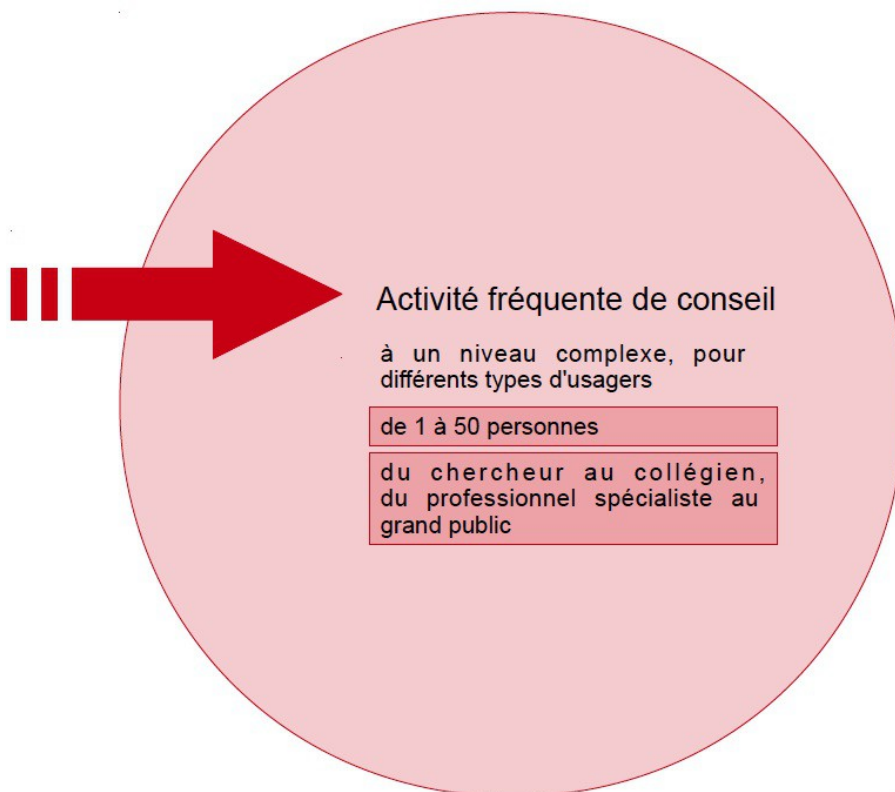 Activité fréquente de conseil
à un niveau complexe, pour
différents types d'usagers
de 1 à 50 personnes
du chercheur au collégien,
du professionnel spécialiste au
grand public